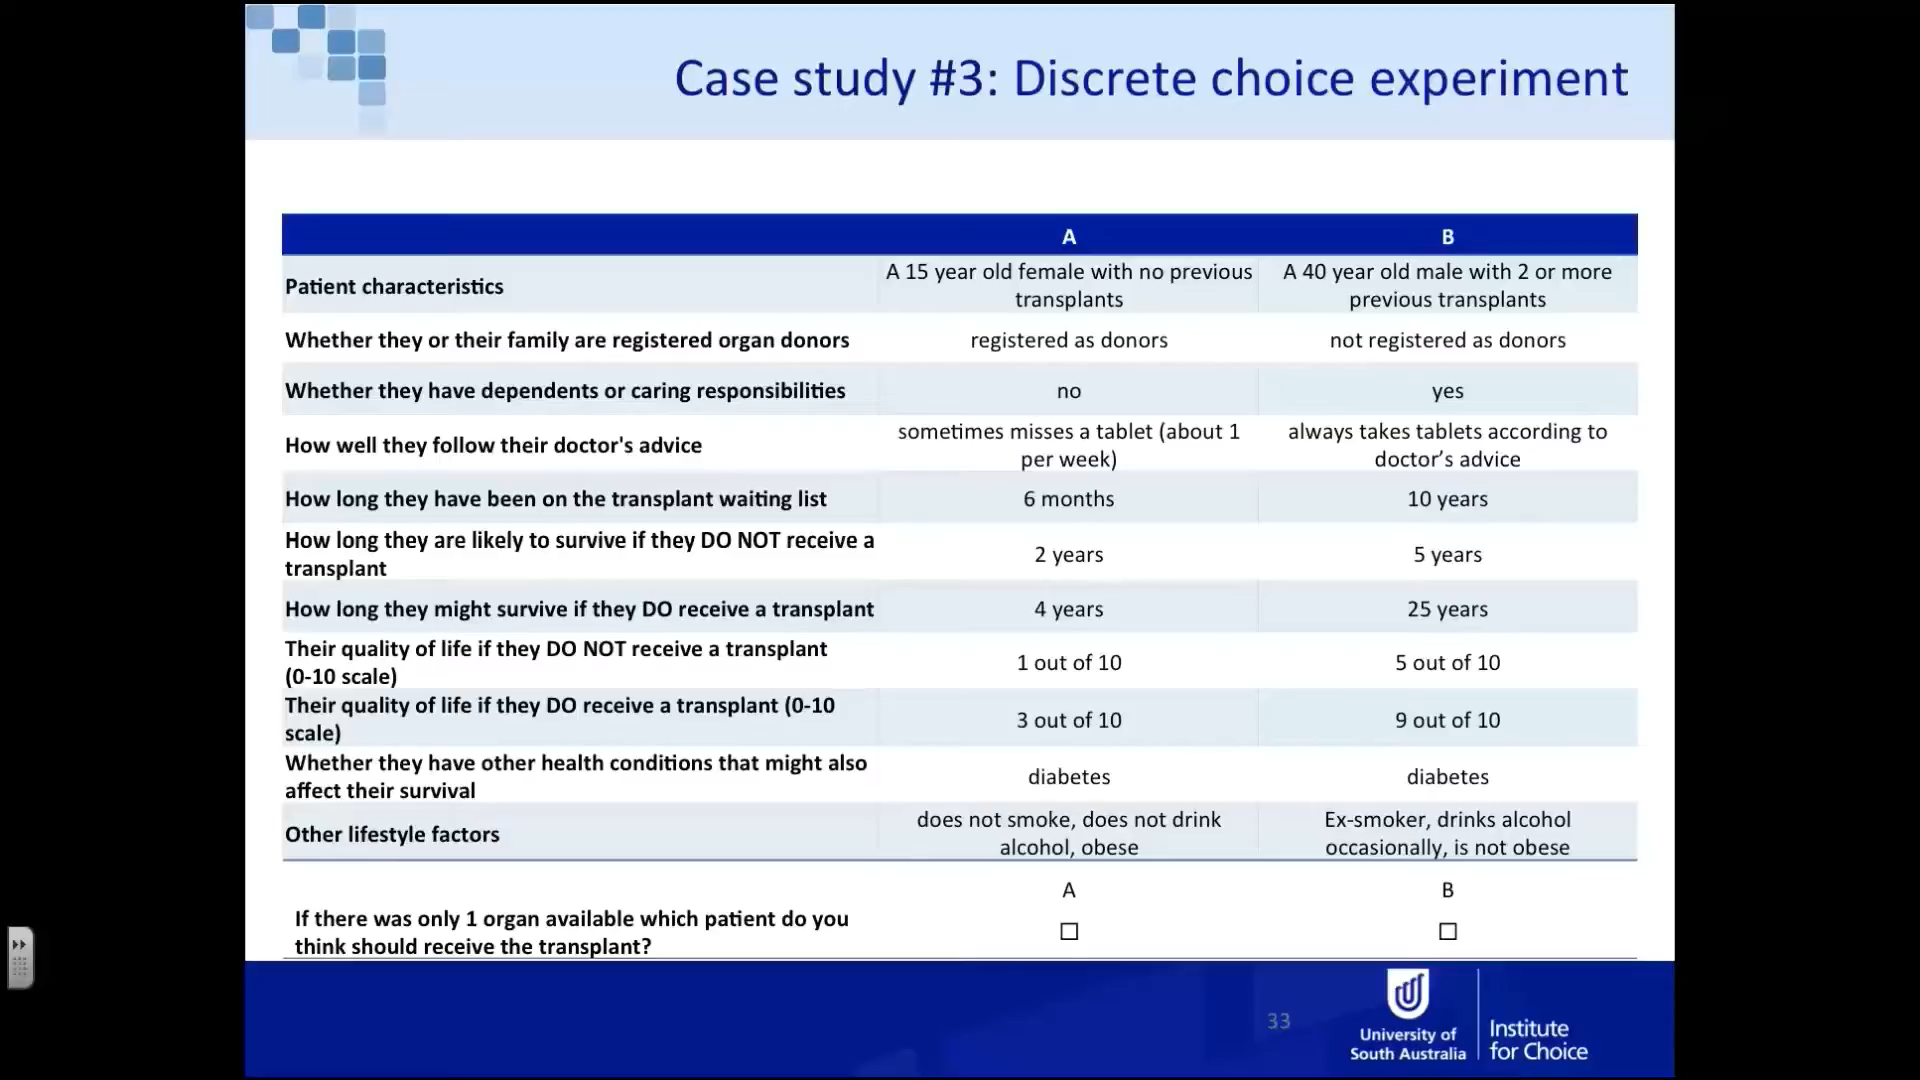 Case study #3: Discrete choice experiment
A B
Patient characteristics
A 15 year old female with no previous
transplants
A 40 year old male with 2 or more
previous transplants
Whether they or their family are registered organ donors
registered as donors
not registered as donors
Whether they have dependents or caring responsibilities
no
yes
How well they follow their doctor's advice
sometimes misses a tablet (about 1
per week)
always takes tablets according to
doctor’s advice
How long they have been on the transplant waiting list
6 months
10 years
How long they are likely to survive if they DO NOT receive a
transplant
2 years
5 years
How long they might survive if they DO receive a transplant
4 years
25 years
Their quality of life if they DO NOT receive a transplant
(0-10 scale)
1 out of 10
5 out of 10
Their quality of life if they DO receive a transplant (0-10
scale)
3 out of 10
9 out of 10
Whether they have other health conditions that might also
affect their survival
diabetes
diabetes
Other lifestyle factors
does not smoke, does not drink
alcohol, obese
Ex-smoker, drinks alcohol
occasionally, is not obese
A B
If there was only 1 organ available which patient do you
think should receive the transplant?
33
University of
South Australia
Institute
for Choice